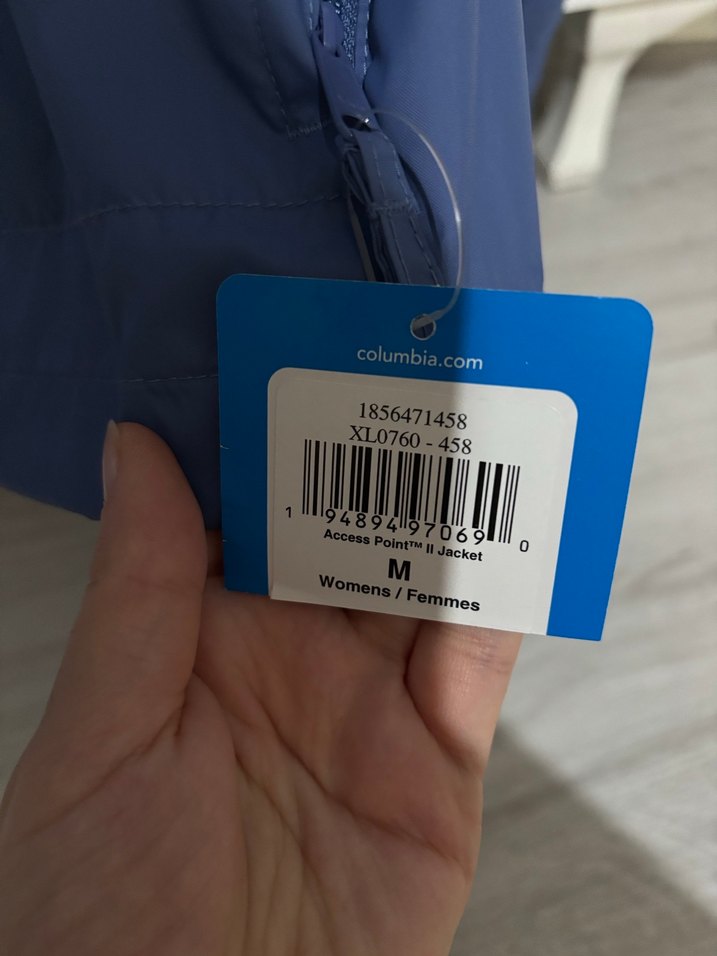 columbia.com
1856471458
XL0760 - 458
1 94894 97069 0
Access Point™ II Jacket
M
Womens / Femmes